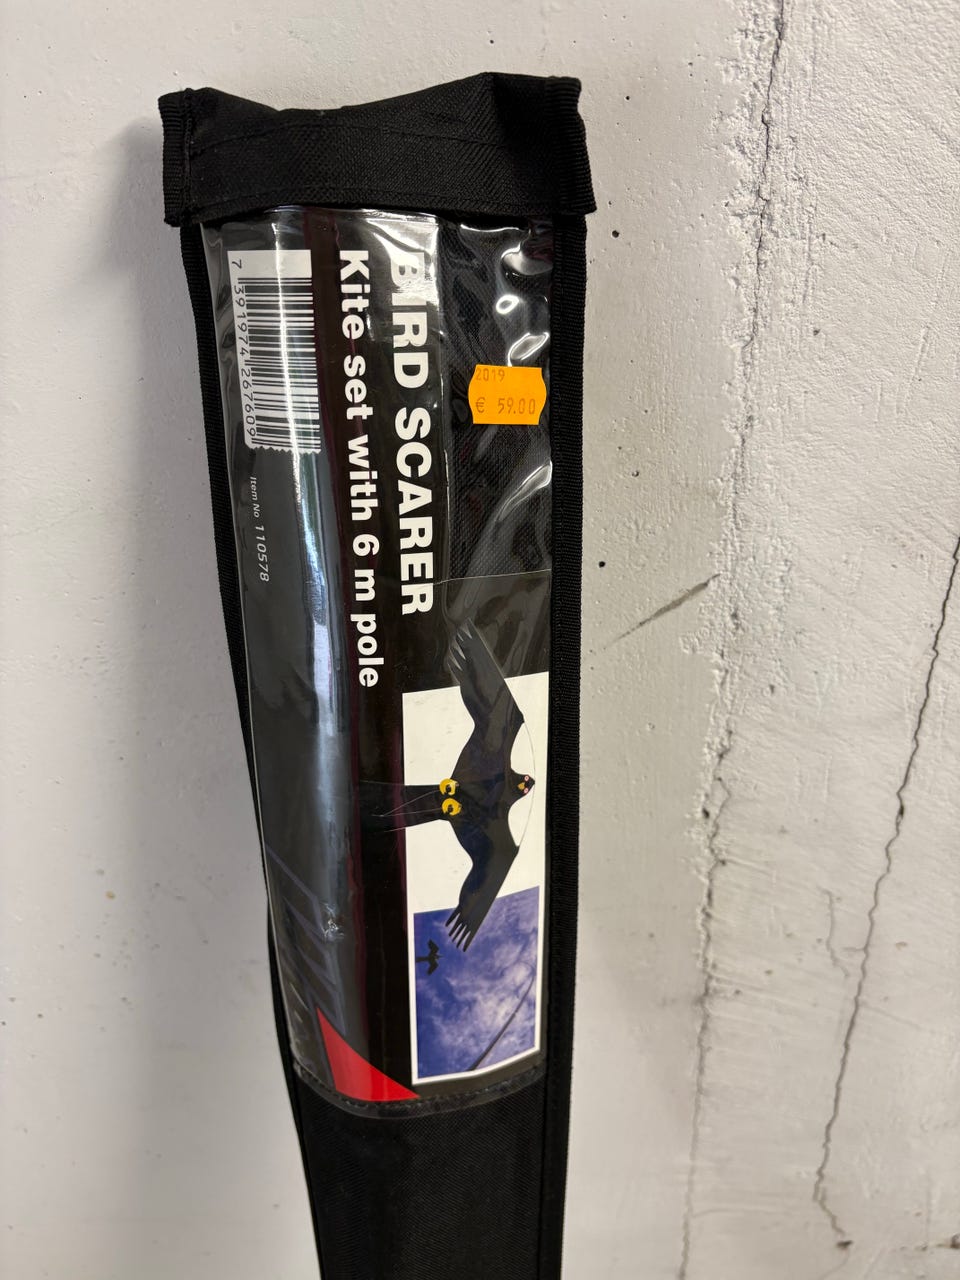 BIRD SCARER
Kite set with 6 m pole
2019
€ 59.00
7 391974 267609
Item No 110578